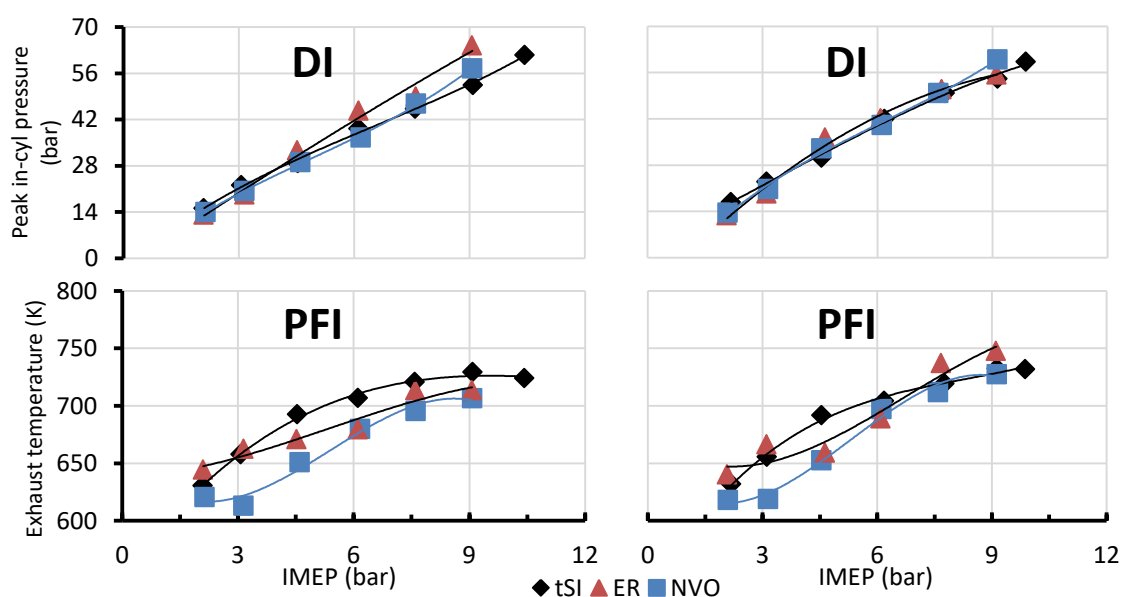 70
56
42
28
14
0
Peak in-cyl pressure
(bar)
DI
DI
800
750
700
650
600
Exhaust temperature (K)
PFI
PFI
0 3 6 9 12
0 3 6 9 12
IMEP (bar)
IMEP (bar)
tSI ER NVO